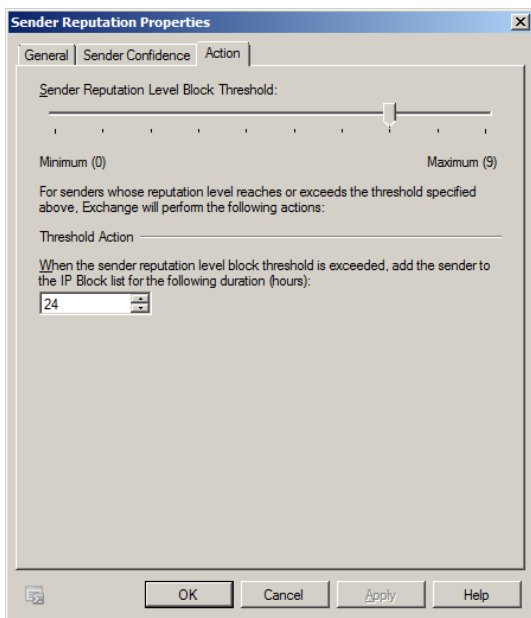 Sender Reputation Properties
General Sender Confidence Action
Sender Reputation Level Block Threshold:
Minimum (0) Maximum (9)
For senders whose reputation level reaches or exceeds the threshold specified
above, Exchange will perform the following actions:
Threshold Action
When the sender reputation level block threshold is exceeded, add the sender to
the IP Block list for the following duration (hours):
24
OK Cancel Apply Help